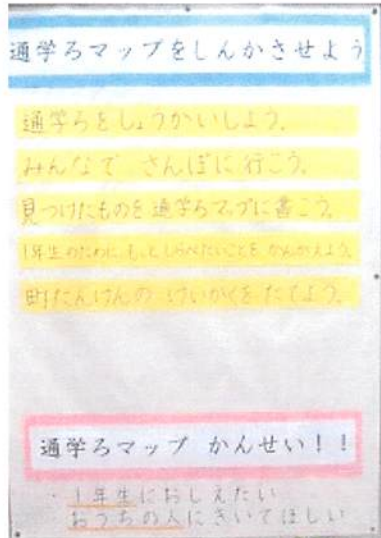 通学ろマップをしんかさせよう
通学ろをしょうかいしよう。
みんなで さんぽに行こう。
見つけたものを通学ろマップに書こう。
1年生のために、もっとしらべたいことをかんがえよう。
町たんけんの けいかくをたてよう。
通学ろマップ かんせい!!
・1年生におしえたい
おうちの人にきいてほしい